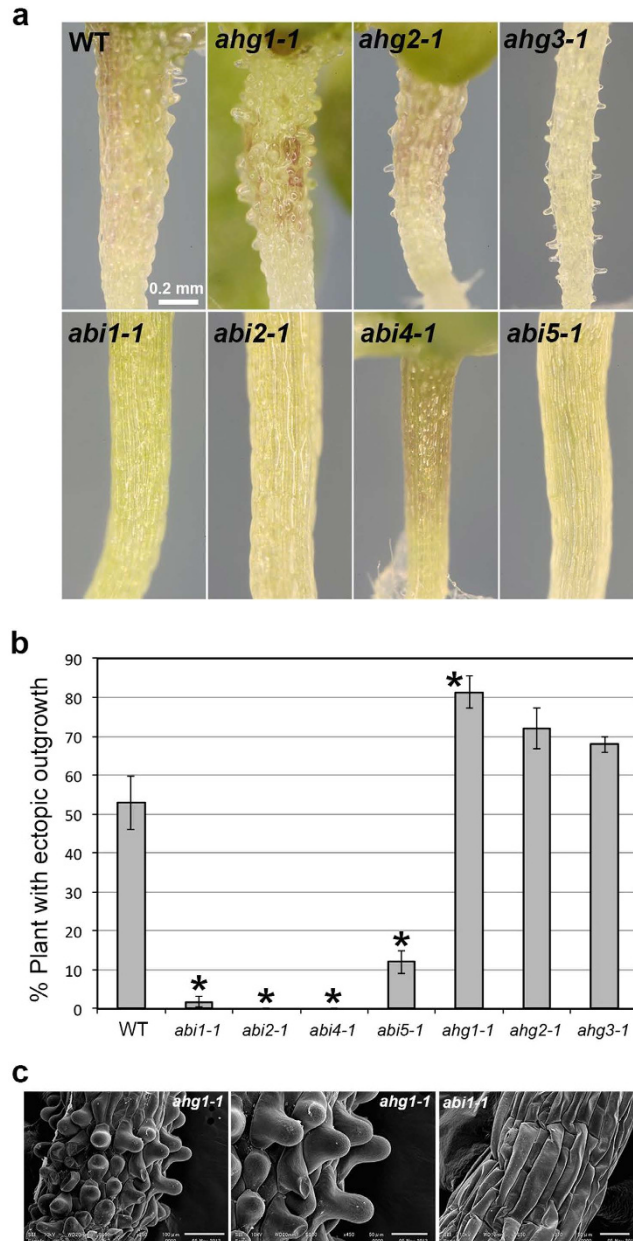 a
WT ahg1-1 ahg2-1 ahg3-1
0.2 mm
abi1-1 abi2-1 abi4-1 abi5-1
b
% Plant with ectopic outgrowth
90
80
70
60
50
40
30
20
10
0
* * * * *
WT abi1-1 abi2-1 abi4-1 abi5-1 ahg1-1 ahg2-1 ahg3-1
c
ahg1-1 ahg1-1 abi1-1